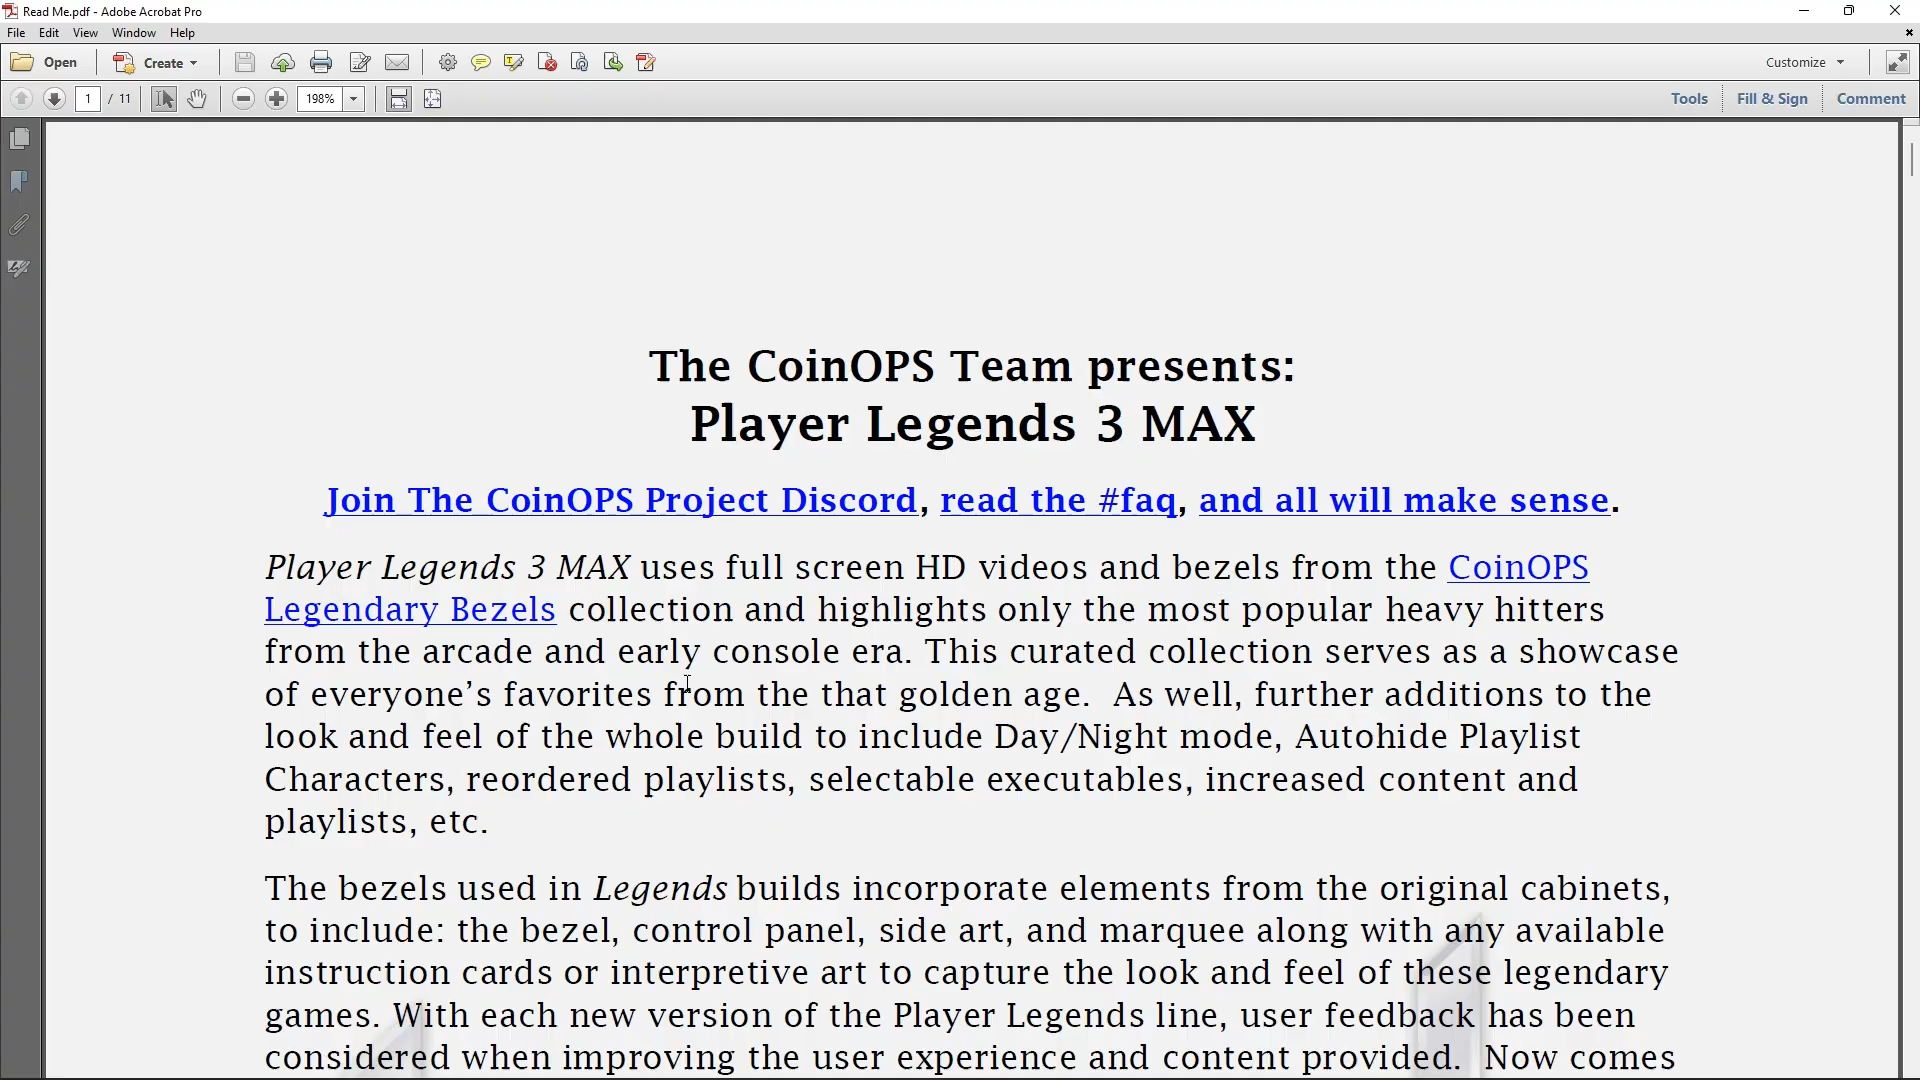 Read Me.pdf - Adobe Acrobat Pro
File Edit View Window Help
Open Create Customize
1 / 11 198% Tools Fill & Sign Comment
The CoinOPS Team presents:
Player Legends 3 MAX
Join The CoinOPS Project Discord, read the #faq, and all will make sense.
Player Legends 3 MAX uses full screen HD videos and bezels from the CoinOPS
Legendary Bezels collection and highlights only the most popular heavy hitters
from the arcade and early console era. This curated collection serves as a showcase
of everyone’s favorites from the that golden age.  As well, further additions to the
look and feel of the whole build to include Day/Night mode, Autohide Playlist
Characters, reordered playlists, selectable executables, increased content and
playlists, etc.
The bezels used in Legends builds incorporate elements from the original cabinets,
to include: the bezel, control panel, side art, and marquee along with any available
instruction cards or interpretive art to capture the look and feel of these legendary
games. With each new version of the Player Legends line, user feedback has been
considered when improving the user experience and content provided.  Now comes